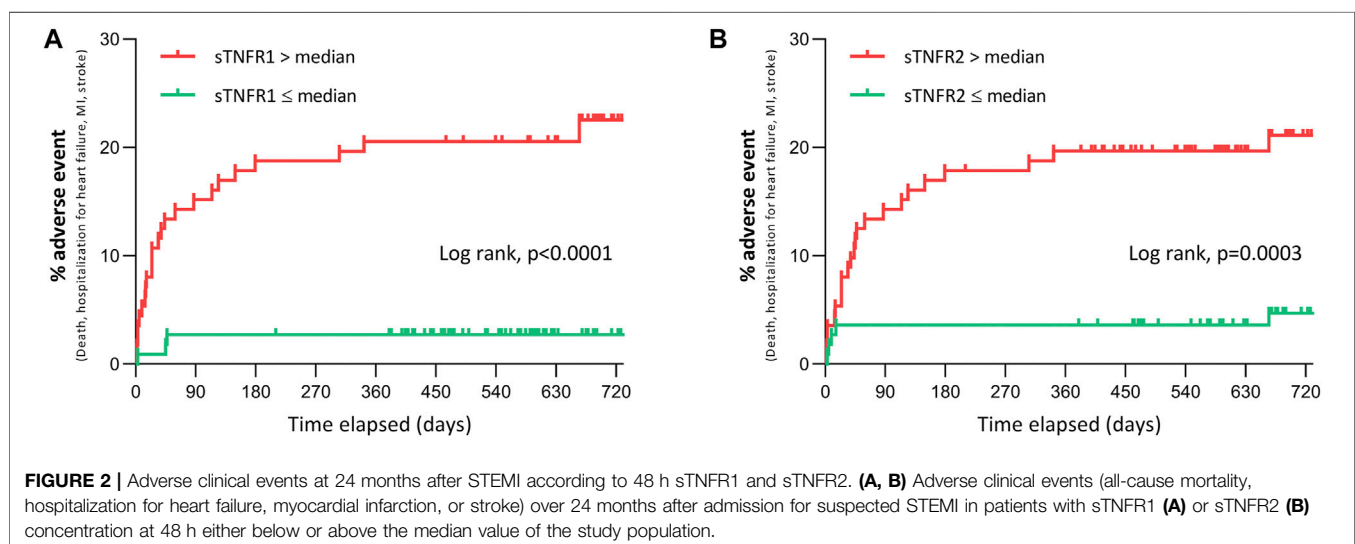 A
30
20
10
0
% adverse event
(Death, hospitalization for heart failure, MI, stroke)
sTNFR1 > median
sTNFR1 ≤ median
Log rank, p<0.0001
0 90 180 270 360 450 540 630 720
Time elapsed (days)
B
30
20
10
0
% adverse event
(Death, hospitalization for heart failure, MI, stroke)
sTNFR2 > median
sTNFR2 ≤ median
Log rank, p=0.0003
0 90 180 270 360 450 540 630 720
Time elapsed (days)
FIGURE 2 | Adverse clinical events at 24 months after STEMI according to 48 h sTNFR1 and sTNFR2. (A, B) Adverse clinical events (all-cause mortality,
hospitalization for heart failure, myocardial infarction, or stroke) over 24 months after admission for suspected STEMI in patients with sTNFR1 (A) or sTNFR2 (B)
concentration at 48 h either below or above the median value of the study population.